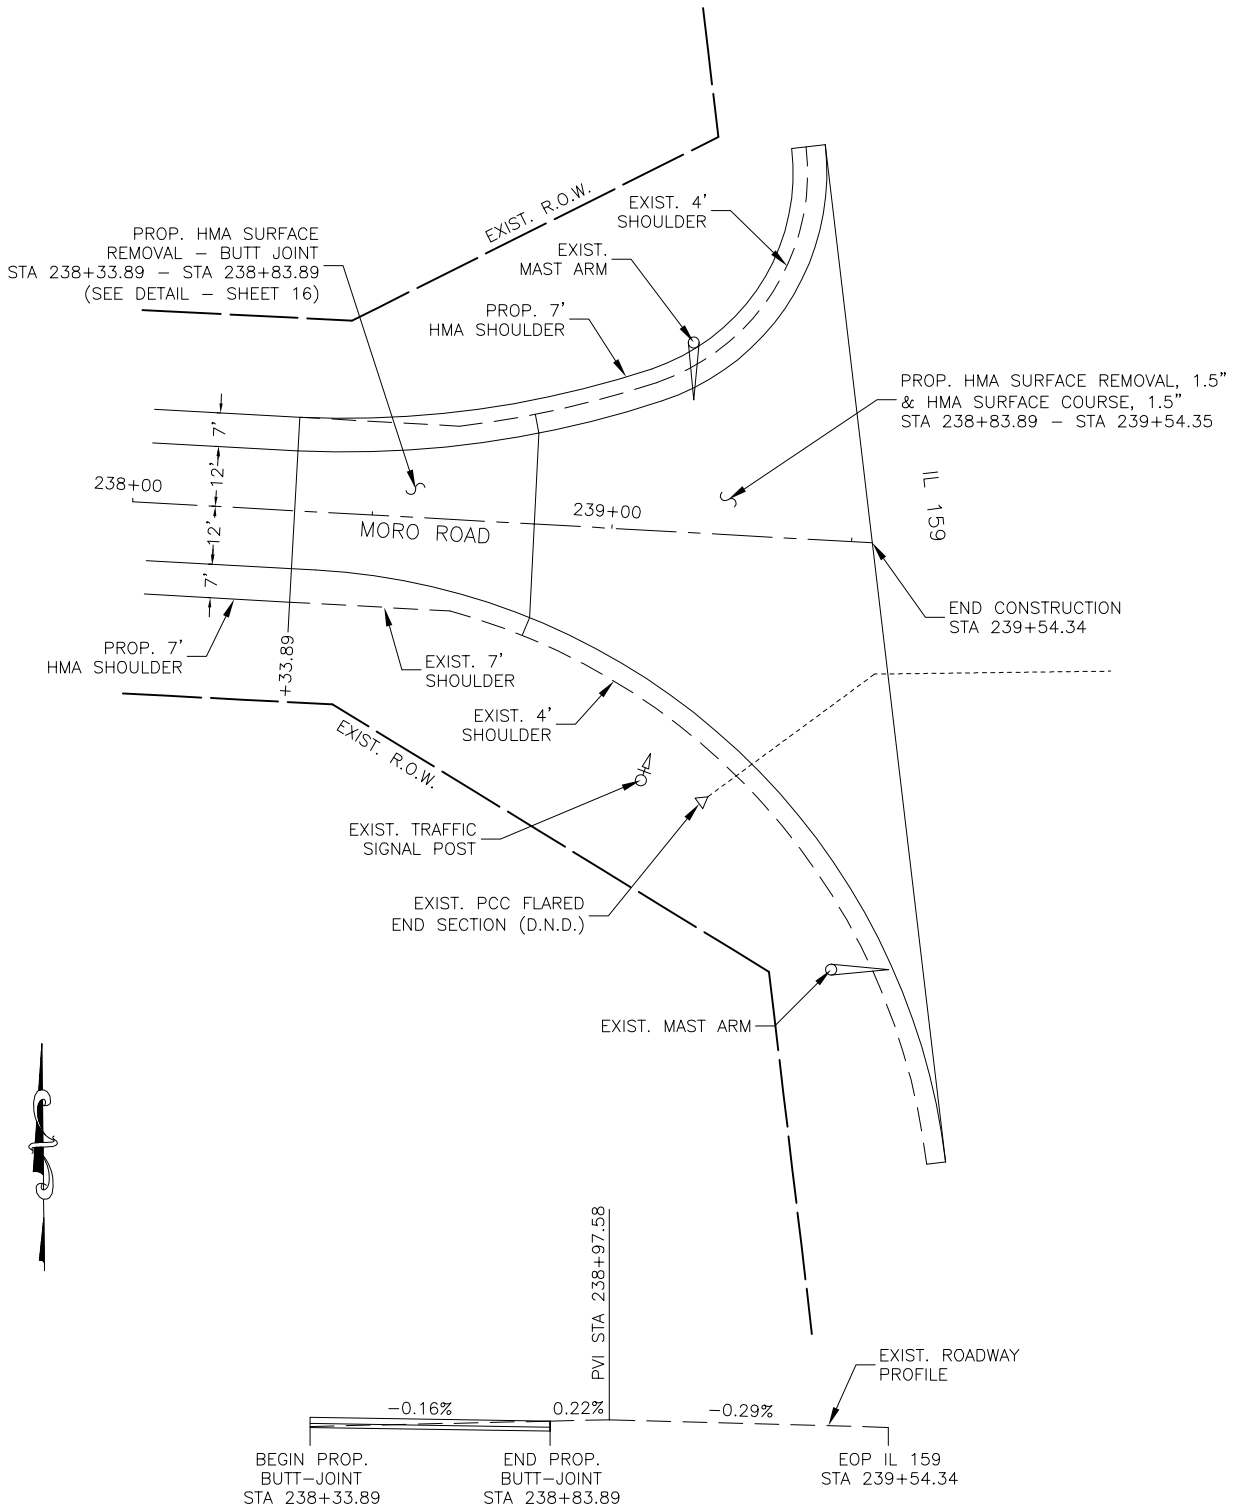 EXIST. R.O.W.
EXIST. 4'
SHOULDER
PROP. HMA SURFACE
REMOVAL – BUTT JOINT
STA 238+33.89 – STA 238+83.89
(SEE DETAIL – SHEET 16)
EXIST.
MAST ARM
PROP. 7'
HMA SHOULDER
PROP. HMA SURFACE REMOVAL, 1.5"
& HMA SURFACE COURSE, 1.5"
STA 238+83.89 – STA 239+54.35
7'
12'
12'
7'
238+00
239+00
MORO ROAD
IL 159
END CONSTRUCTION
STA 239+54.34
PROP. 7'
HMA SHOULDER
+33.89
EXIST. 7'
SHOULDER
EXIST. 4'
SHOULDER
EXIST. R.O.W.
EXIST. TRAFFIC
SIGNAL POST
EXIST. PCC FLARED
END SECTION (D.N.D.)
EXIST. MAST ARM
PVI STA 238+97.58
EXIST. ROADWAY
PROFILE
-0.16%
0.22%
-0.29%
BEGIN PROP.
BUTT-JOINT
STA 238+33.89
END PROP.
BUTT-JOINT
STA 238+83.89
EOP IL 159
STA 239+54.34